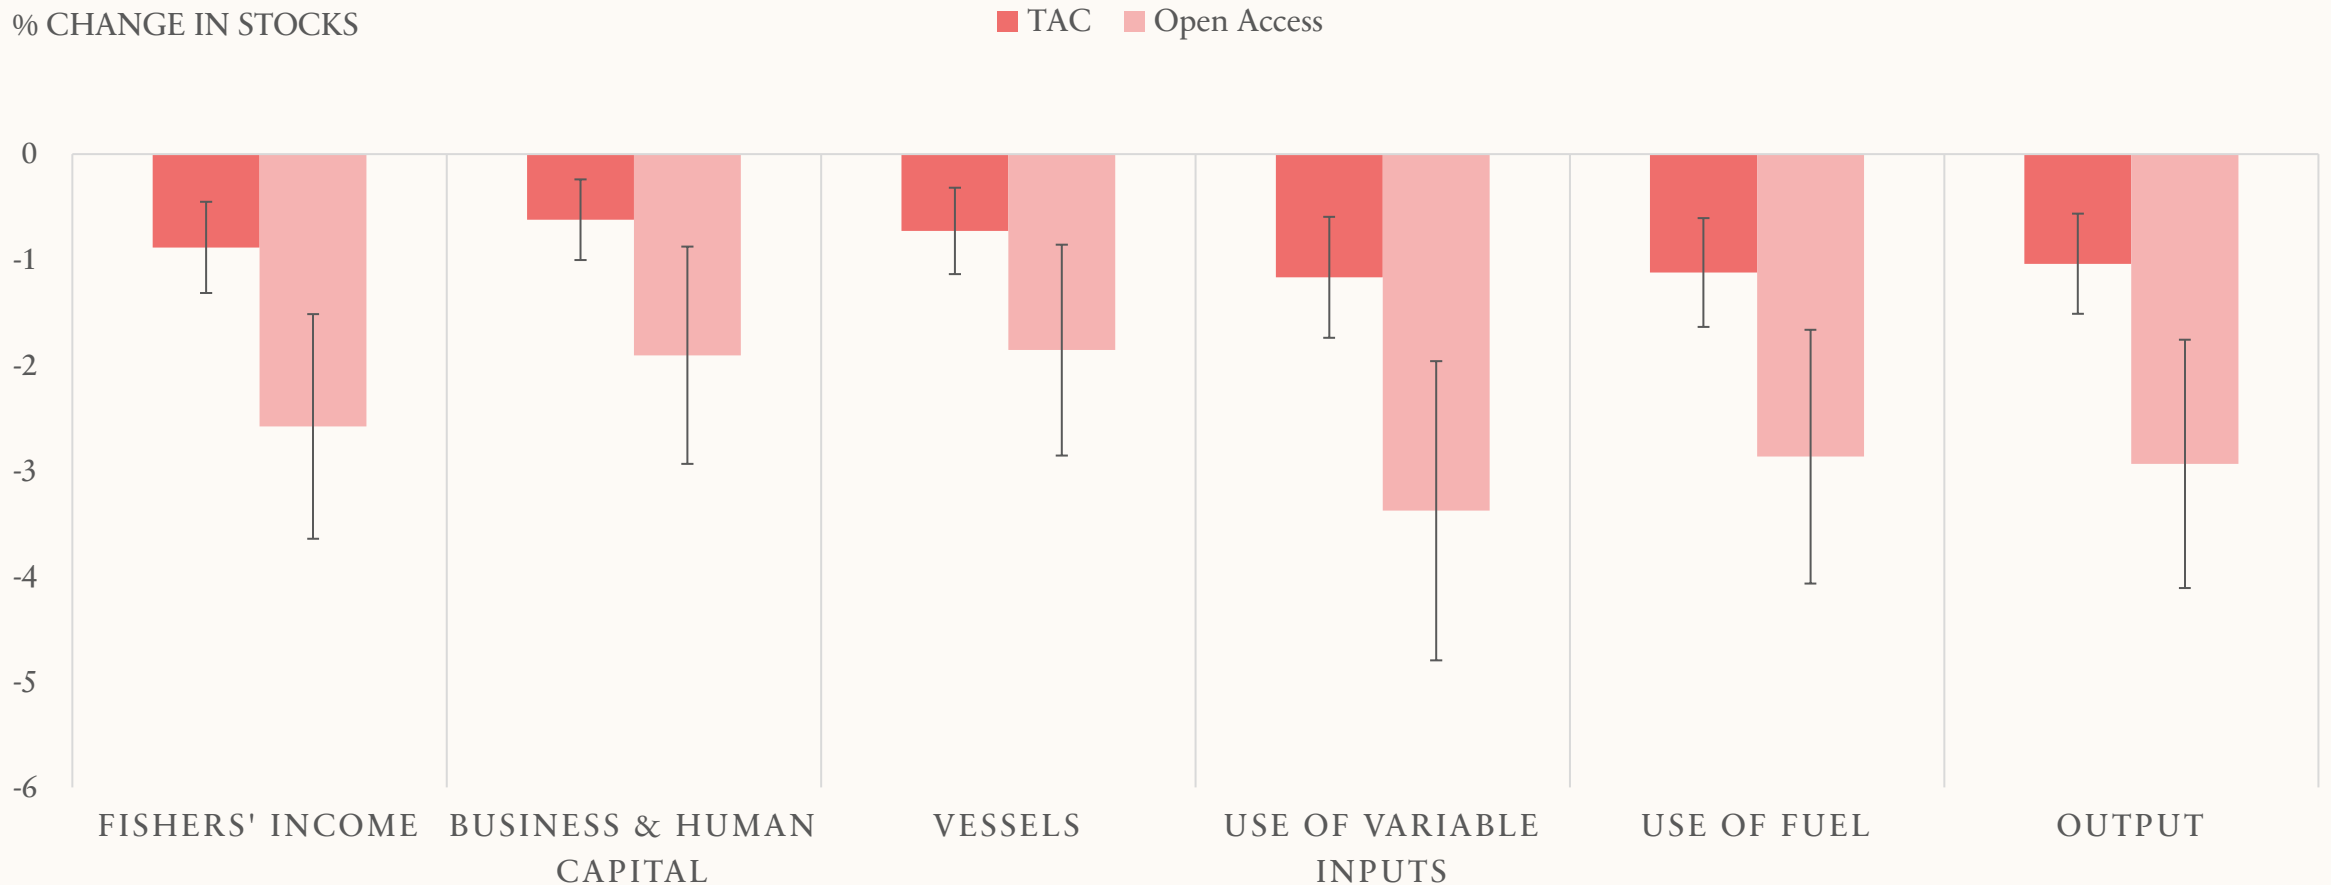 % CHANGE IN STOCKS
TAC Open Access
0
-1
-2
-3
-4
-5
-6
FISHERS' INCOME
BUSINESS & HUMAN
CAPITAL
VESSELS
USE OF VARIABLE
INPUTS
USE OF FUEL
OUTPUT